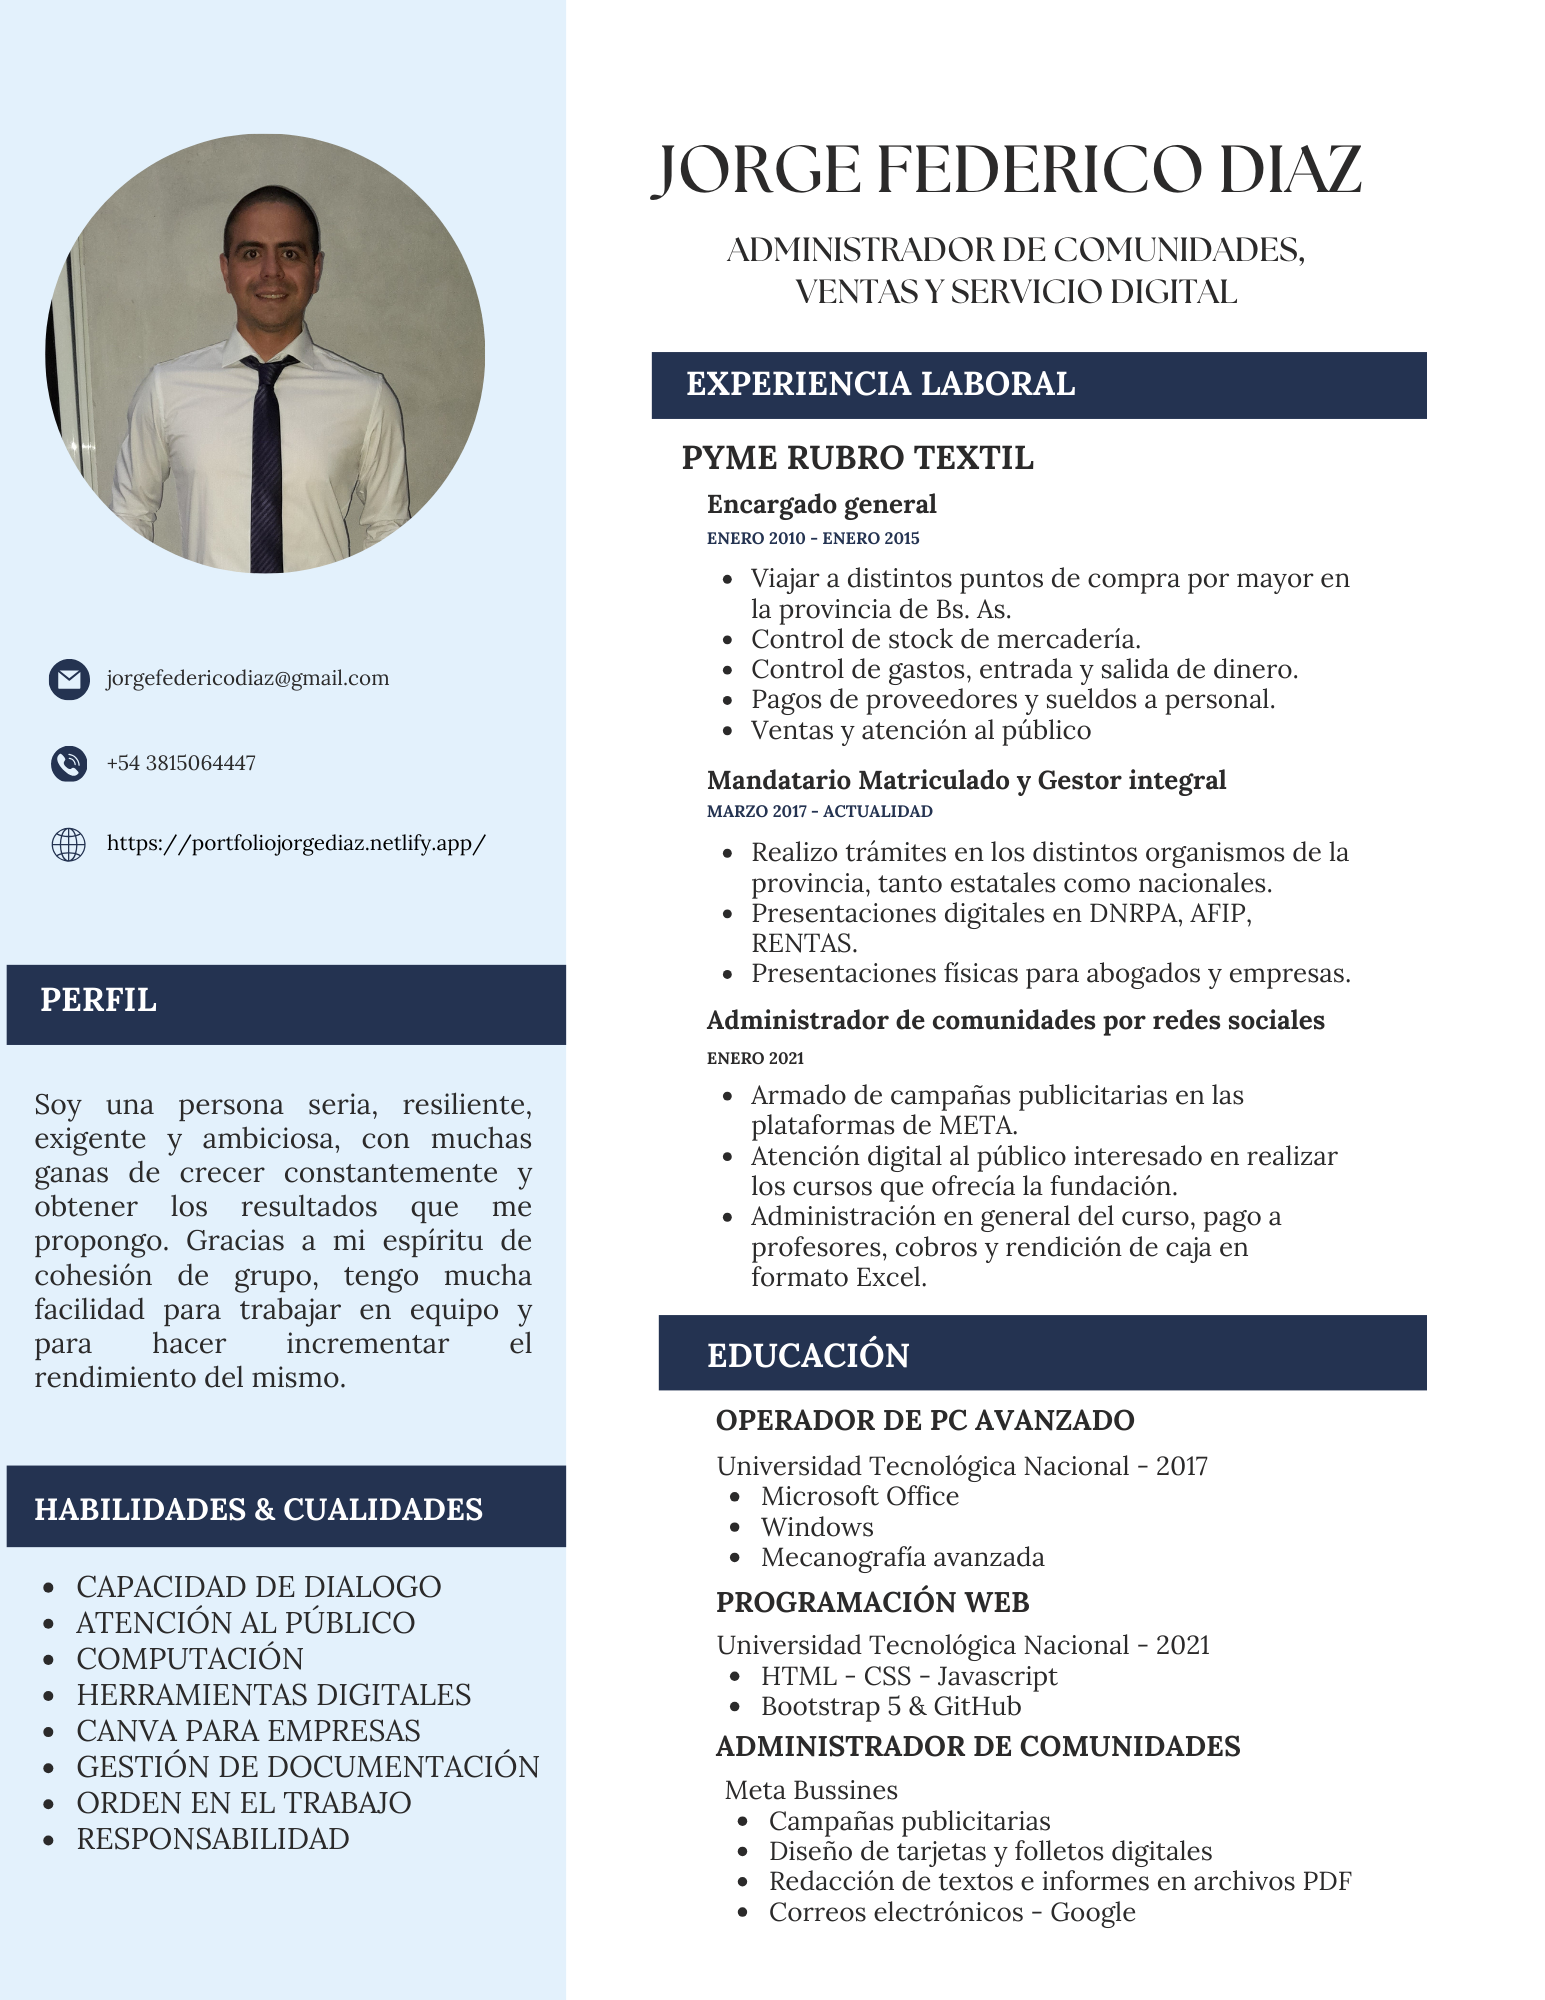 jorgefedericodiaz@gmail.com
+54 3815064447
https://portfoliojorgediaz.netlify.app/
PERFIL
Soy una persona seria, resiliente,
exigente y ambiciosa, con muchas
ganas de crecer constantemente y
obtener los resultados que me
propongo. Gracias a mi espíritu de
cohesión de grupo, tengo mucha
facilidad para trabajar en equipo y
para hacer incrementar el
rendimiento del mismo.
HABILIDADES & CUALIDADES
• CAPACIDAD DE DIALOGO
• ATENCIÓN AL PÚBLICO
• COMPUTACIÓN
• HERRAMIENTAS DIGITALES
• CANVA PARA EMPRESAS
• GESTIÓN DE DOCUMENTACIÓN
• ORDEN EN EL TRABAJO
• RESPONSABILIDAD
JORGE FEDERICO DIAZ
ADMINISTRADOR DE COMUNIDADES,
VENTAS Y SERVICIO DIGITAL
EXPERIENCIA LABORAL
PYME RUBRO TEXTIL
Encargado general
ENERO 2010 - ENERO 2015
• Viajar a distintos puntos de compra por mayor en
la provincia de Bs. As.
• Control de stock de mercadería.
• Control de gastos, entrada y salida de dinero.
• Pagos de proveedores y sueldos a personal.
• Ventas y atención al público
Mandatario Matriculado y Gestor integral
MARZO 2017 - ACTUALIDAD
• Realizo trámites en los distintos organismos de la
provincia, tanto estatales como nacionales.
• Presentaciones digitales en DNRPA, AFIP,
RENTAS.
• Presentaciones físicas para abogados y empresas.
Administrador de comunidades por redes sociales
ENERO 2021
• Armado de campañas publicitarias en las
plataformas de META.
• Atención digital al público interesado en realizar
los cursos que ofrecía la fundación.
• Administración en general del curso, pago a
profesores, cobros y rendición de caja en
formato Excel.
EDUCACIÓN
OPERADOR DE PC AVANZADO
Universidad Tecnológica Nacional - 2017
• Microsoft Office
• Windows
• Mecanografía avanzada
PROGRAMACIÓN WEB
Universidad Tecnológica Nacional - 2021
• HTML - CSS - Javascript
• Bootstrap 5 & GitHub
ADMINISTRADOR DE COMUNIDADES
Meta Bussines
• Campañas publicitarias
• Diseño de tarjetas y folletos digitales
• Redacción de textos e informes en archivos PDF
• Correos electrónicos - Google